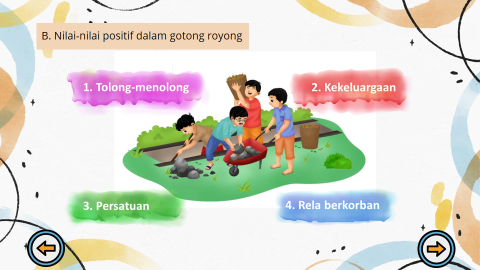 B. Nilai-nilai positif dalam gotong royong
1. Tolong-menolong
2. Kekeluargaan
3. Persatuan
4. Rela berkorban